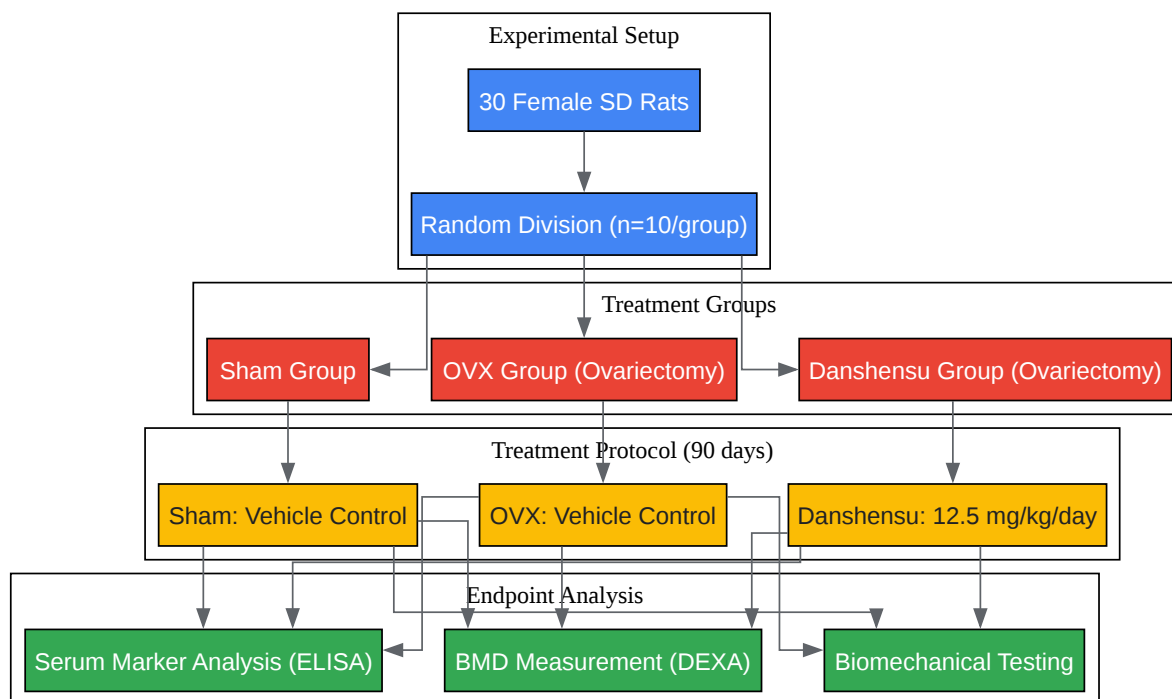 Experimental Setup
30 Female SD Rats
Random Division (n=10/group)
Treatment Groups
Sham Group
OVX Group (Ovariectomy)
Danshensu Group (Ovariectomy)
Treatment Protocol (90 days)
Sham: Vehicle Control
OVX: Vehicle Control
Danshensu: 12.5 mg/kg/day
Endpoint Analysis
Serum Marker Analysis (ELISA)
BMD Measurement (DEXA)
Biomechanical Testing